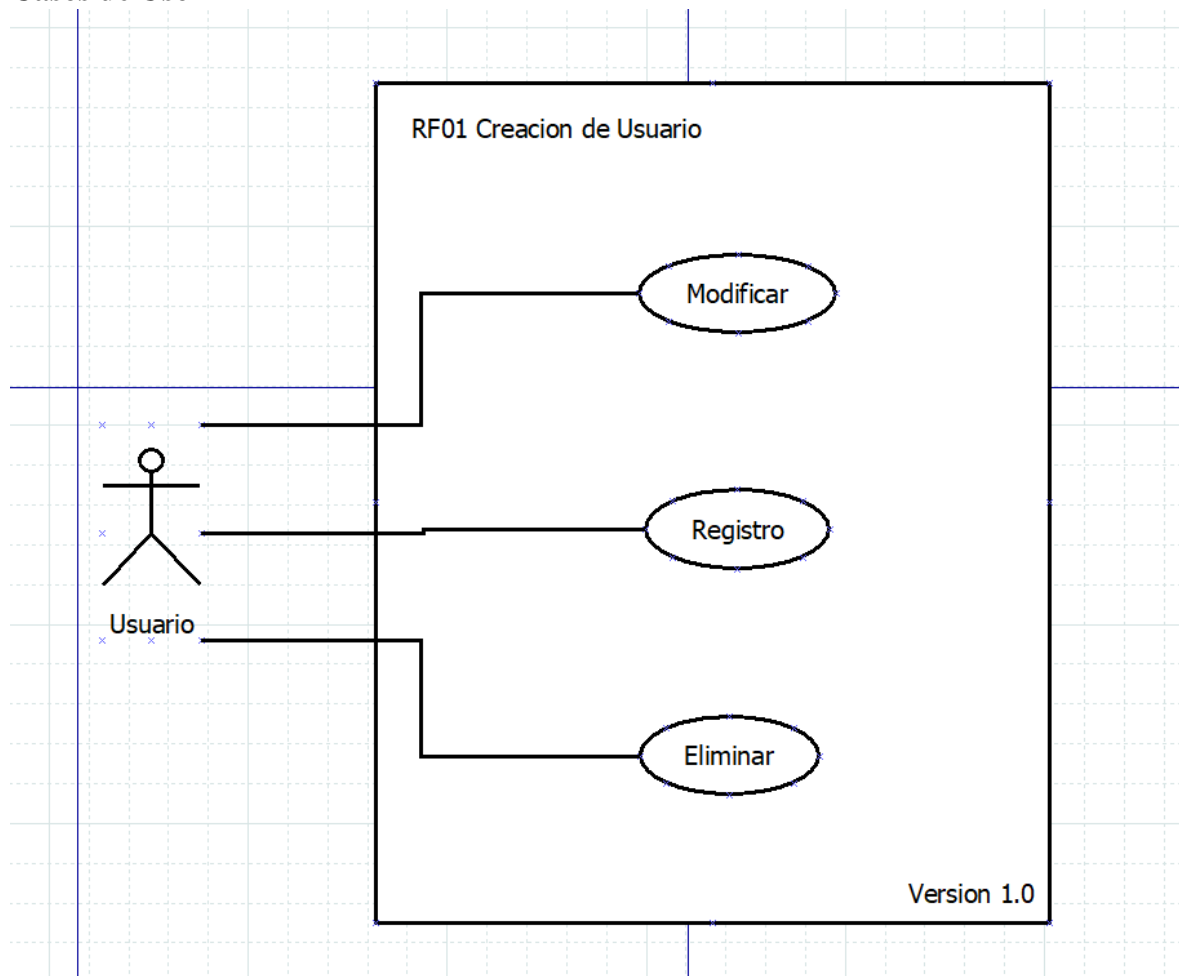 RF01 Creacion de Usuario
Modificar
Registro
Usuario
Eliminar
Version 1.0